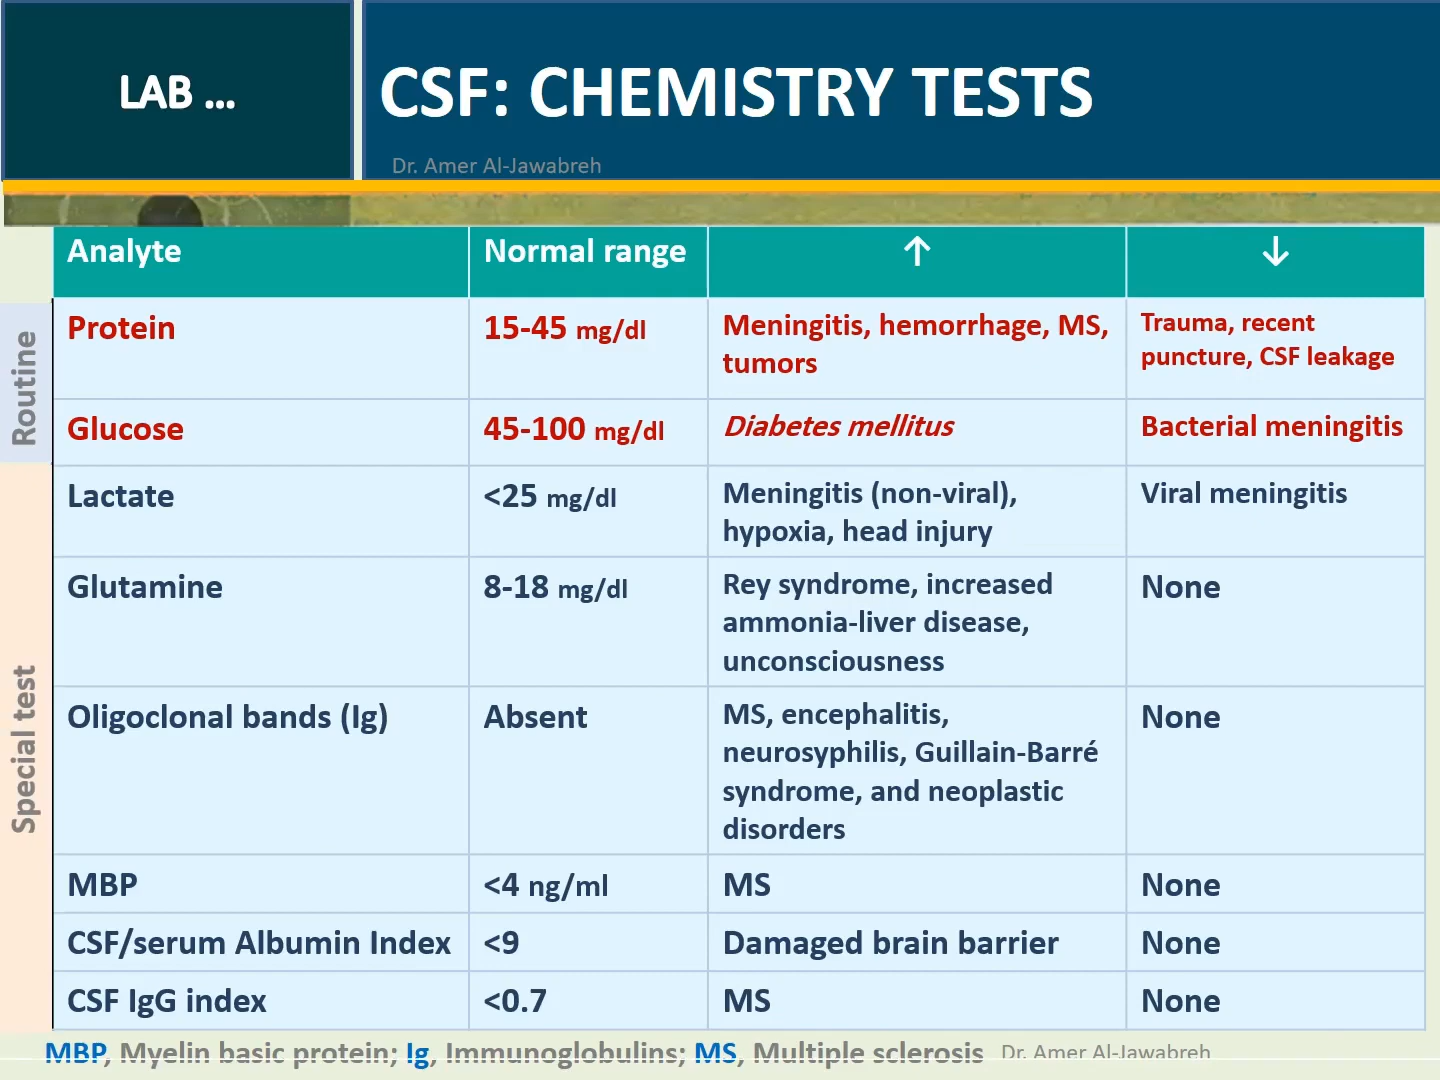 LAB ...
CSF: CHEMISTRY TESTS
Dr. Amer Al-Jawabreh
Analyte Normal range ↑ ↓
Routine
Protein 15-45 mg/dl Meningitis, hemorrhage, MS, Trauma, recent
tumors puncture, CSF leakage
Glucose 45-100 mg/dl Diabetes mellitus Bacterial meningitis
Special test
Lactate <25 mg/dl Meningitis (non-viral), Viral meningitis
hypoxia, head injury
Glutamine 8-18 mg/dl Rey syndrome, increased None
ammonia-liver disease,
unconsciousness
Oligoclonal bands (Ig) Absent MS, encephalitis, None
neurosyphilis, Guillain-Barré
syndrome, and neoplastic
disorders
MBP <4 ng/ml MS None
CSF/serum Albumin Index <9 Damaged brain barrier None
CSF IgG index <0.7 MS None
MBP, Myelin basic protein; Ig, Immunoglobulins; MS, Multiple sclerosis Dr. Amer Al-Jawabreh